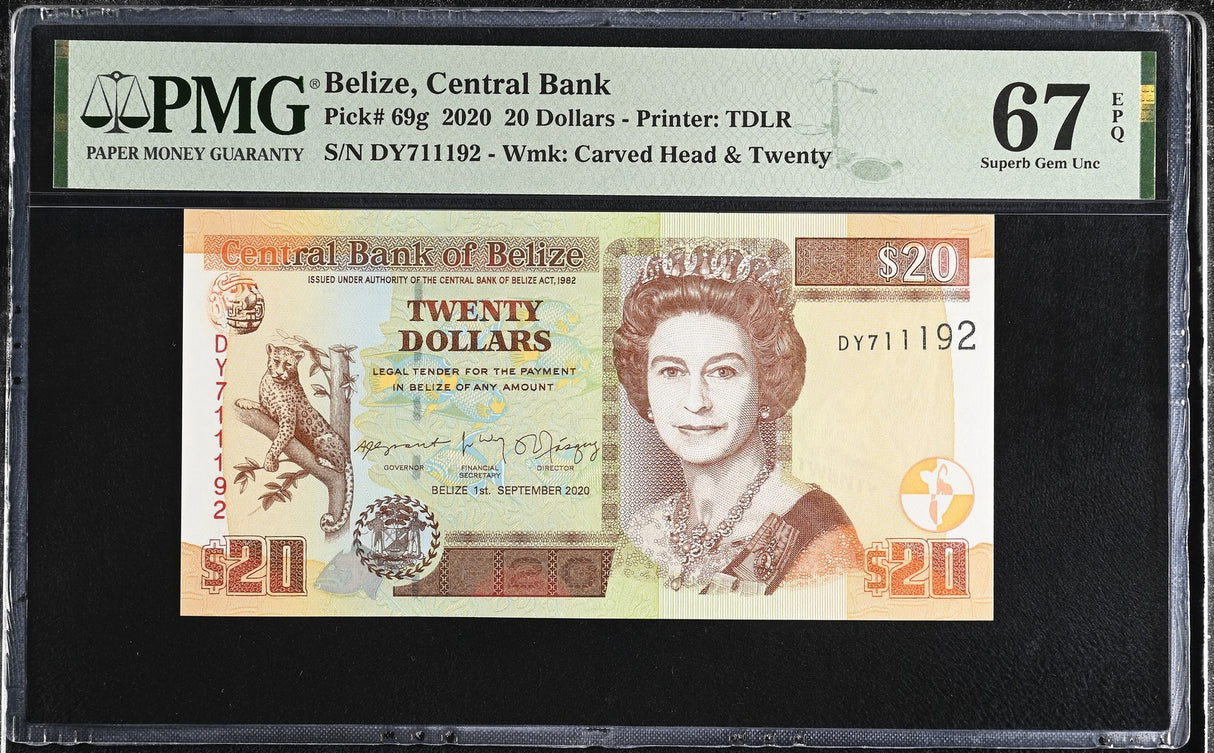 PMG®
PAPER MONEY GUARANTY
Belize, Central Bank
Pick# 69g 2020 20 Dollars - Printer: TDLR
S/N DY711192 - Wmk: Carved Head & Twenty
67
EPQ
Superb Gem Unc
Central Bank of Belize
ISSUED UNDER AUTHORITY OF THE CENTRAL BANK OF BELIZE ACT, 1982
$20
TWENTY
DOLLARS
DY711192
DY711192
LEGAL TENDER FOR THE PAYMENT
IN BELIZE OF ANY AMOUNT
GOVERNOR
FINANCIAL
SECRETARY
DIRECTOR
BELIZE 1st. SEPTEMBER 2020
$20
$20